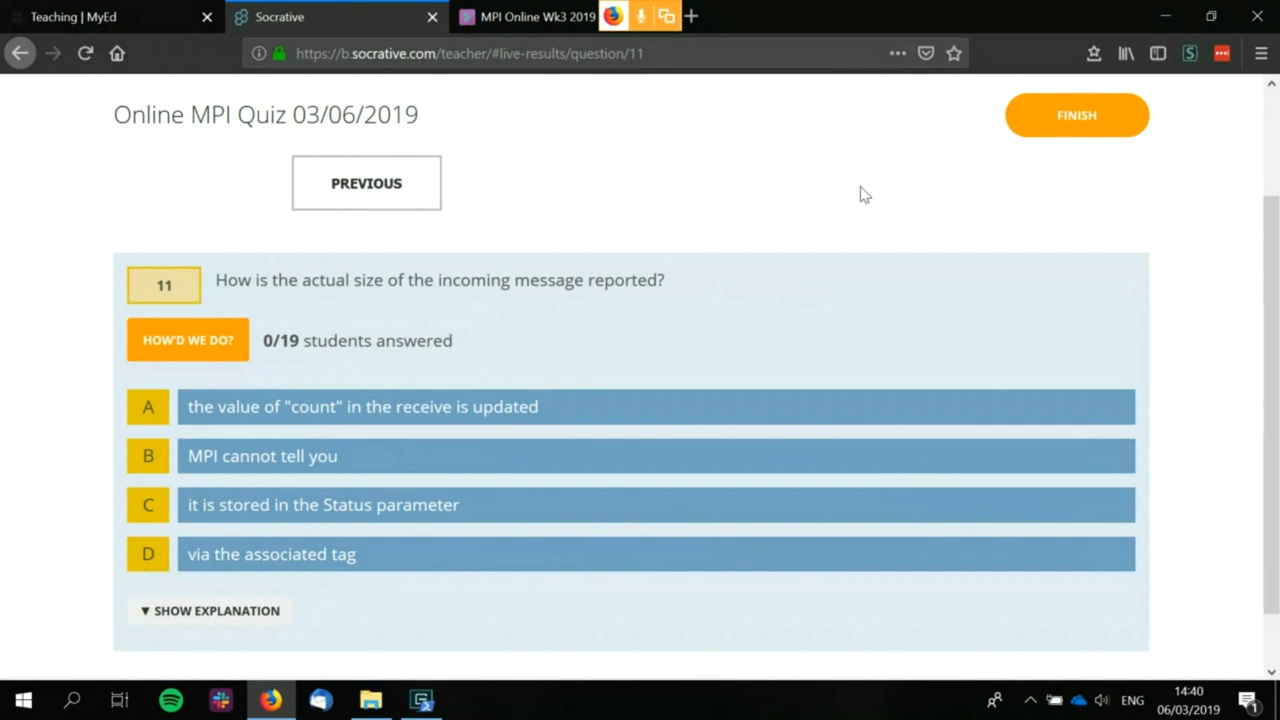 Teaching | MyEd
Socrative
MPI Online Wk3 2019
https://b.socrative.com/teacher/#live-results/question/11
Online MPI Quiz 03/06/2019
FINISH
PREVIOUS
11
How is the actual size of the incoming message reported?
HOW'D WE DO?
0/19 students answered
A
the value of "count" in the receive is updated
B
MPI cannot tell you
C
it is stored in the Status parameter
D
via the associated tag
▼ SHOW EXPLANATION
ENG
14:40
06/03/2019
1